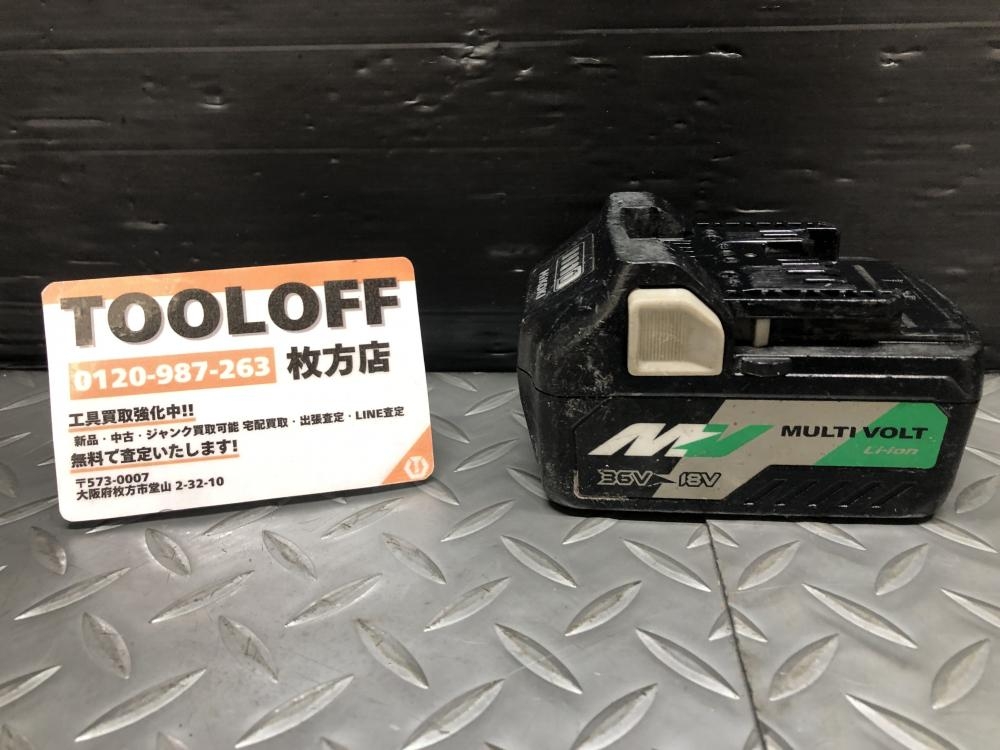 TOOLOFF
0120-987-263 枚方店
工具買取強化中!!
新品・中古・ジャンク買取可能 宅配買取・出張査定・LINE査定
無料で査定いたします!
〒573-0007
大阪府枚方市堂山 2-32-10
HiKOKI
MV MULTI VOLT
Li-ion
36V 18V